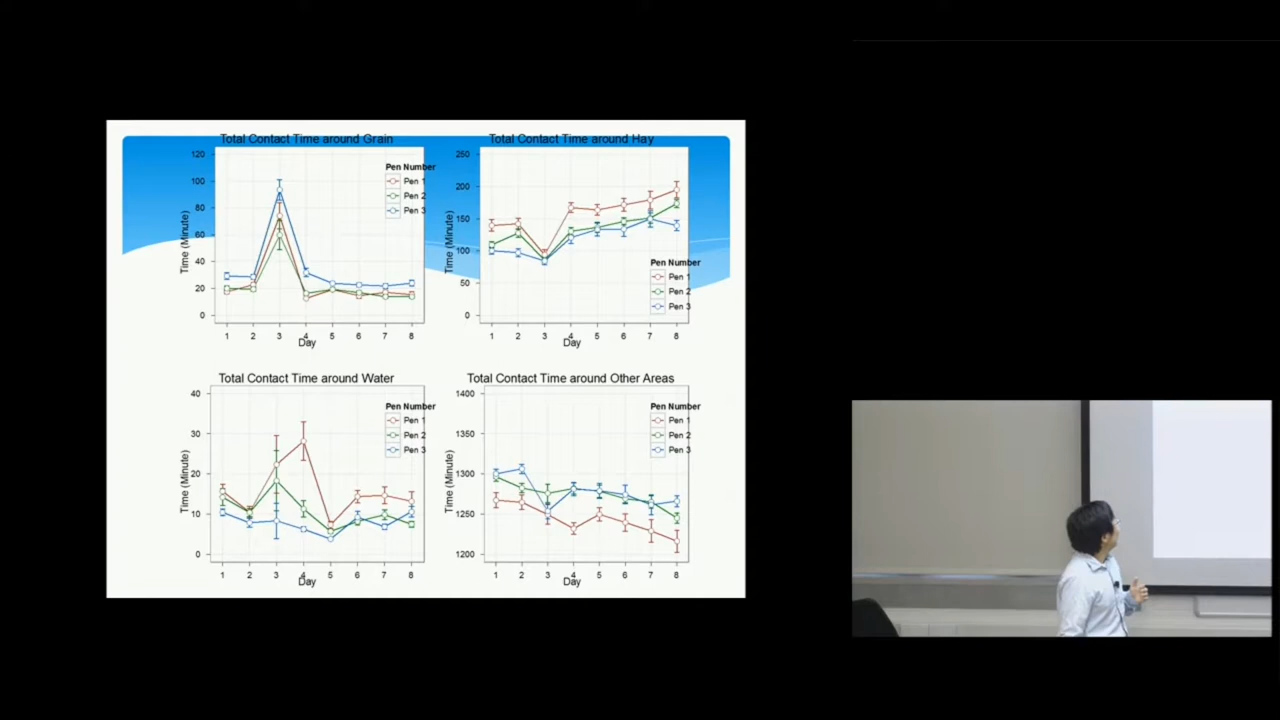 Total Contact Time around Grain
120
100
80
60
40
20
0
Time (Minute)
Pen Number
Pen 1
Pen 2
Pen 3
1 2 3 4 5 6 7 8
Day
Total Contact Time around Hay
250
200
150
100
50
0
Time (Minute)
Pen Number
Pen 1
Pen 2
Pen 3
1 2 3 4 5 6 7 8
Day
Total Contact Time around Water
40
30
20
10
0
Time (Minute)
Pen Number
Pen 1
Pen 2
Pen 3
1 2 3 4 5 6 7 8
Day
Total Contact Time around Other Areas
1400
1350
1300
1250
1200
Time (Minute)
Pen Number
Pen 1
Pen 2
Pen 3
1 2 3 4 5 6 7 8
Day